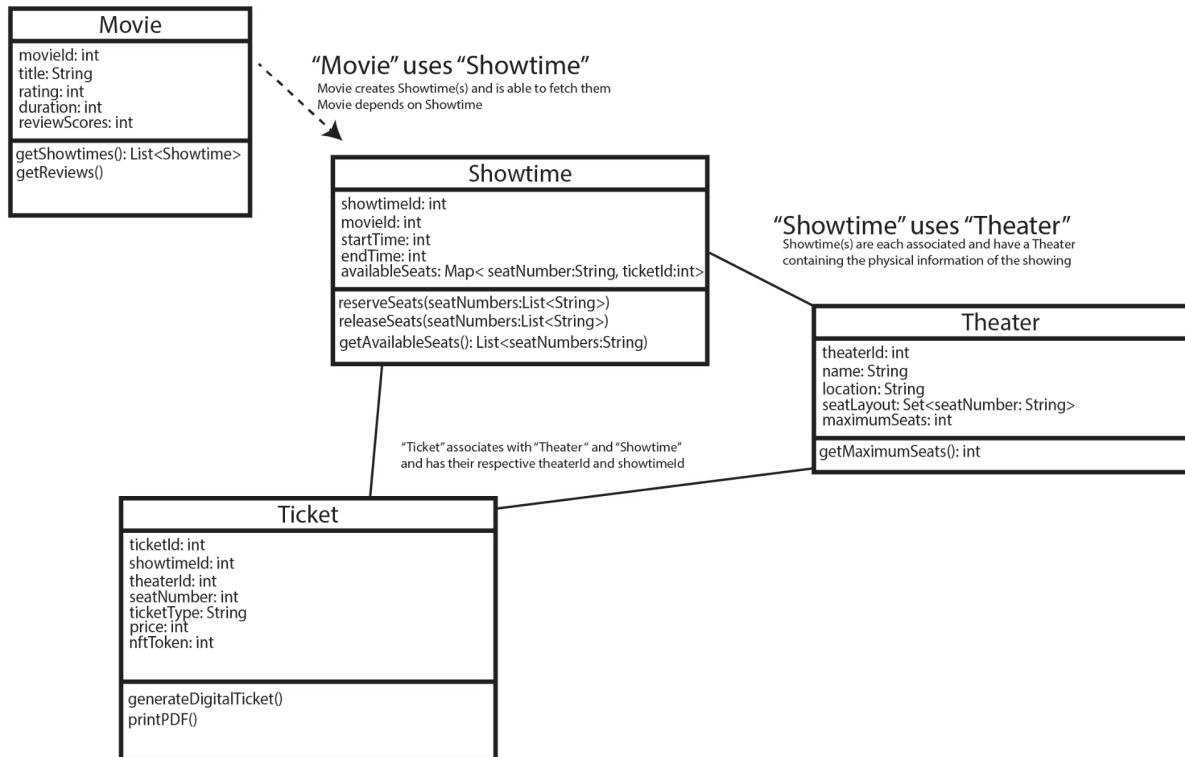 Movie
movieId: int
title: String
rating: int
duration: int
reviewScores: int
getShowtimes(): List<Showtime>
getReviews()
“Movie” uses “Showtime”
Movie creates Showtime(s) and is able to fetch them
Movie depends on Showtime
Showtime
showtimeId: int
movieId: int
startTime: int
endTime: int
availableSeats: Map< seatNumber:String, ticketId:int>
reserveSeats(seatNumbers:List<String>)
releaseSeats(seatNumbers:List<String>)
getAvailableSeats(): List<seatNumbers:String)
“Showtime” uses “Theater”
Showtime(s) are each associated and have a Theater
containing the physical information of the showing
Theater
theaterId: int
name: String
location: String
seatLayout: Set<seatNumber: String>
maximumSeats: int
getMaximumSeats(): int
“Ticket” associates with “Theater “ and “Showtime”
and has their respective theaterId and showtimeId
Ticket
ticketId: int
showtimeId: int
theaterId: int
seatNumber: int
ticketType: String
price: int
nftToken: int
generateDigitalTicket()
printPDF()